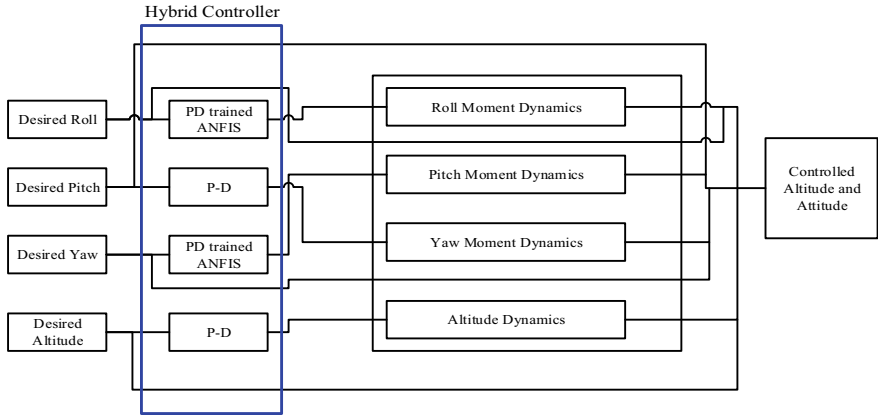 Hybrid Controller
Desired Roll
PD trained
ANFIS
Roll Moment Dynamics
Desired Pitch
P-D
Pitch Moment Dynamics
Controlled
Altitude and
Attitude
Desired Yaw
PD trained
ANFIS
Yaw Moment Dynamics
Desired
Altitude
P-D
Altitude Dynamics